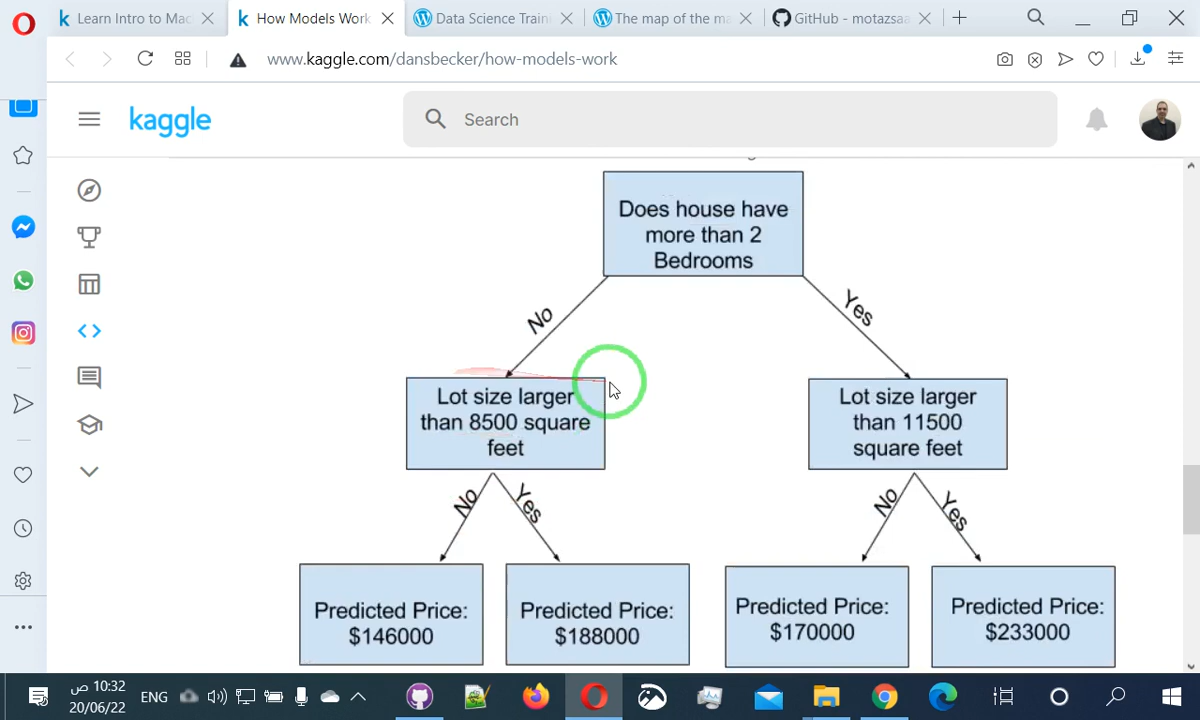 Learn Intro to Mac
How Models Work
Data Science Train
The map of the ma
GitHub - motazsaa
www.kaggle.com/dansbecker/how-models-work
kaggle
Search
Does house have
more than 2
Bedrooms
No
Yes
Lot size larger
than 8500 square
feet
Lot size larger
than 11500
square feet
No
Yes
No
Yes
Predicted Price:
$146000
Predicted Price:
$188000
Predicted Price:
$170000
Predicted Price:
$233000
10:32 ص
20/06/22
ENG